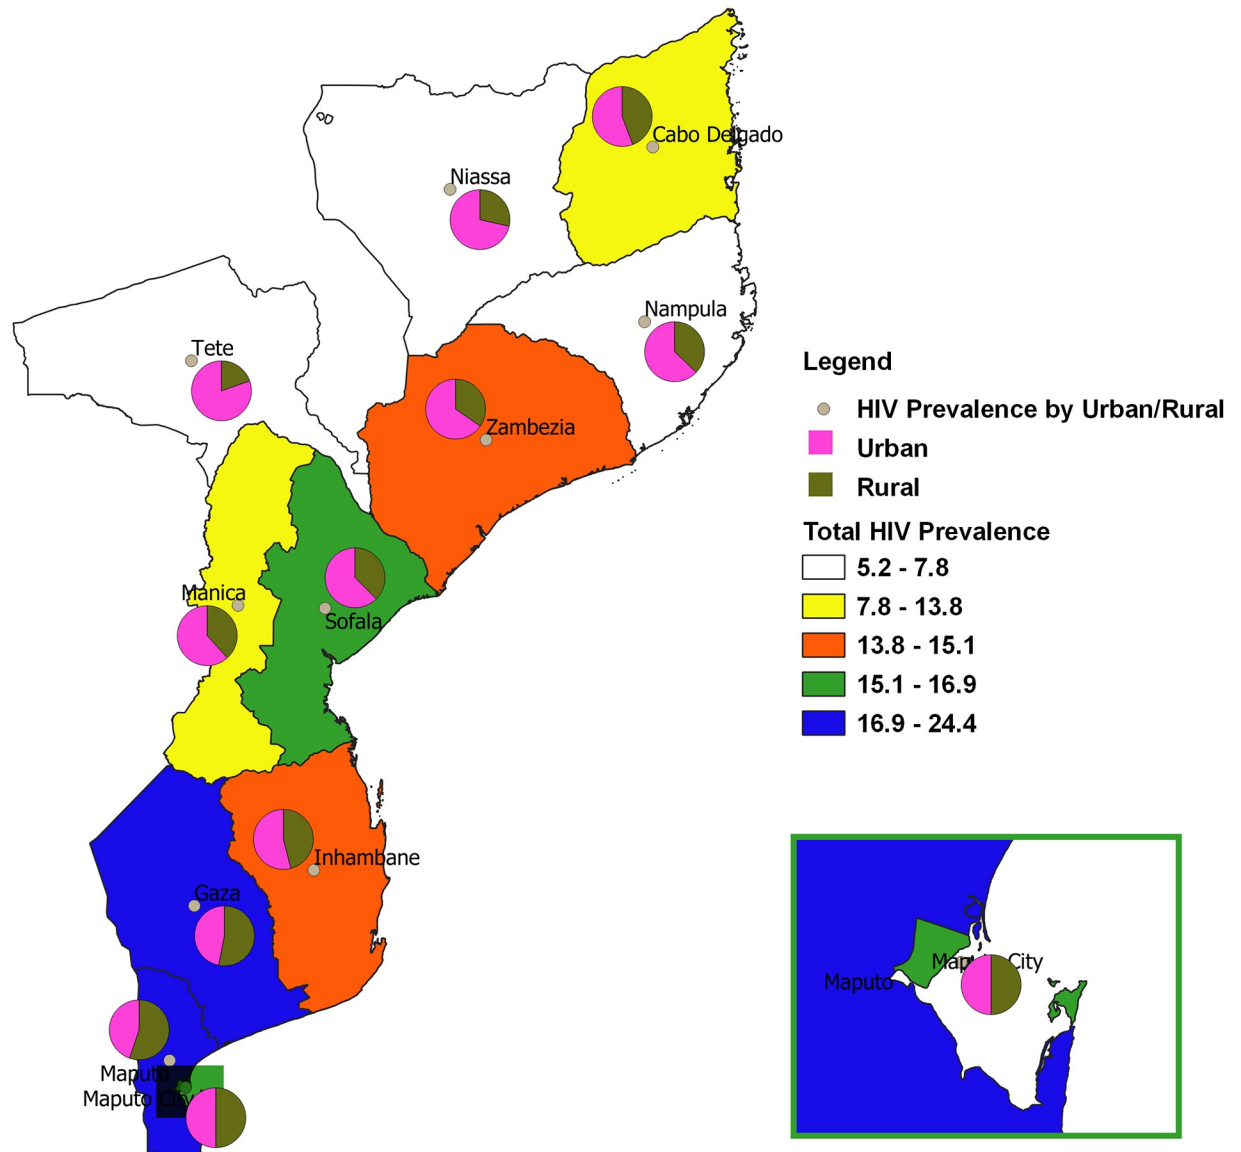 Cabo Delgado
Niassa
Nampula
Tete
Zambezia
Manica
Sofala
Inhambane
Gaza
Maputo
Maputo City
Legend
HIV Prevalence by Urban/Rural
Urban
Rural
Total HIV Prevalence
5.2 - 7.8
7.8 - 13.8
13.8 - 15.1
15.1 - 16.9
16.9 - 24.4
Maputo City
Maputo